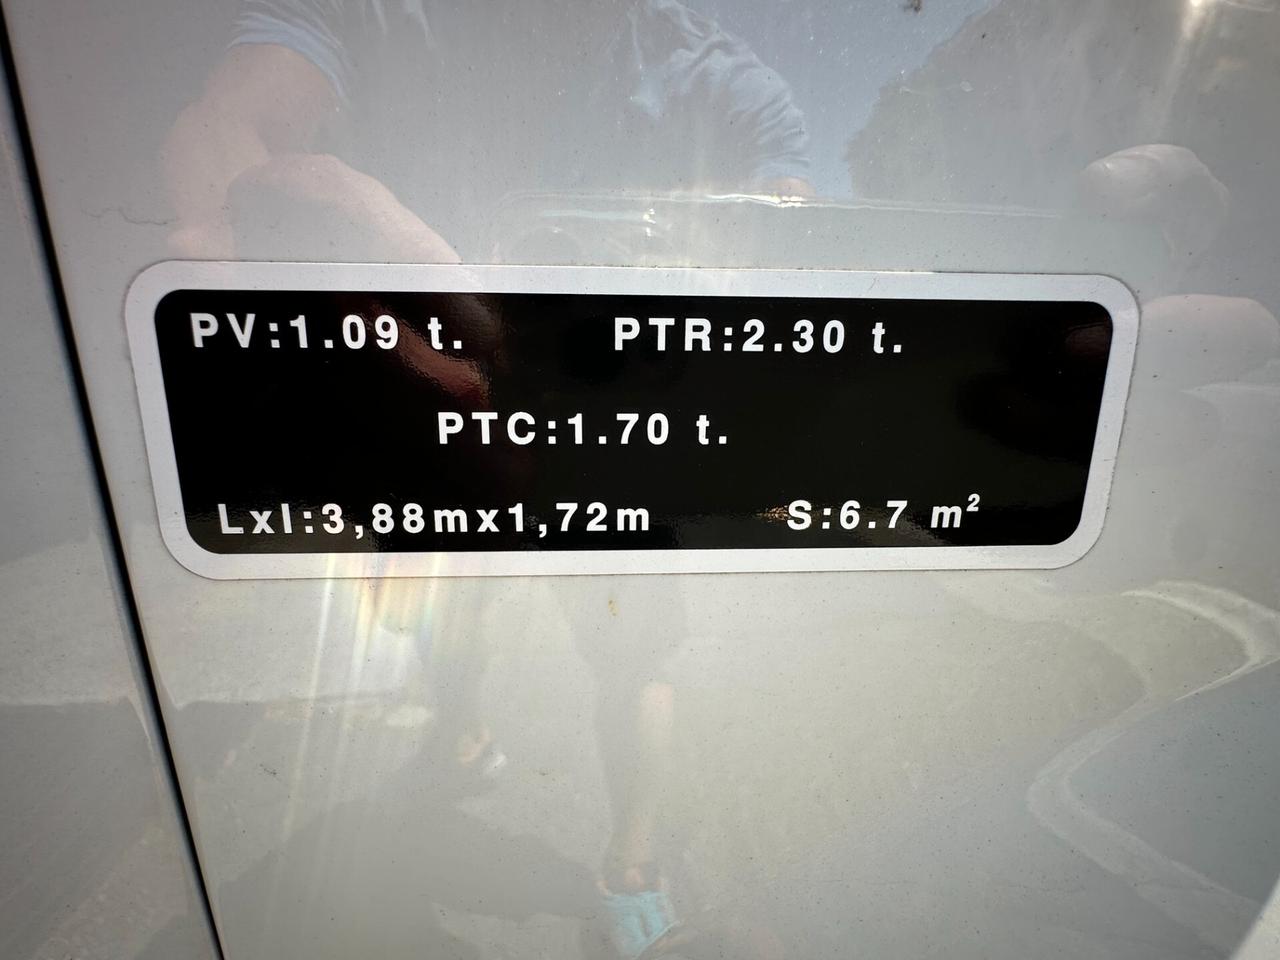 PV:1.09 t. PTR:2.30 t.
PTC:1.70 t.
Lxl:3,88mx1,72m S:6.7 m²